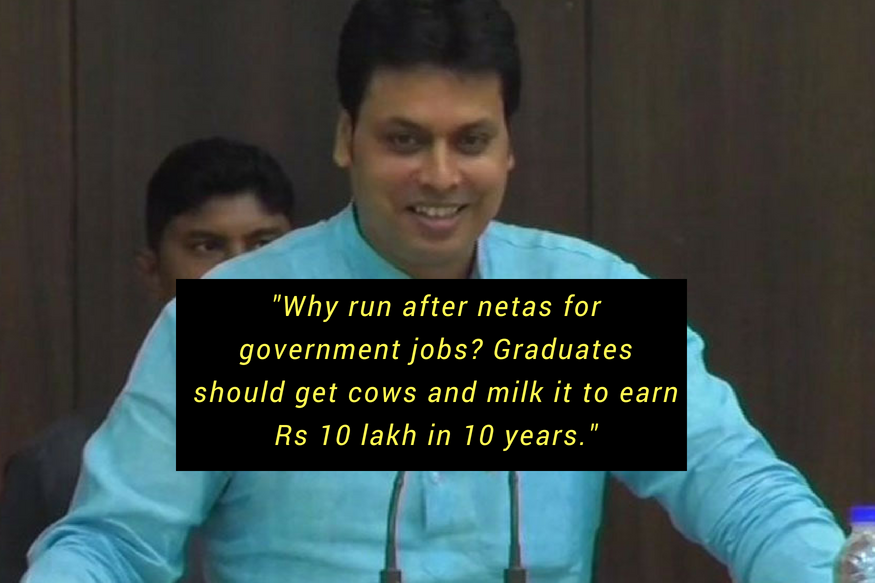 "Why run after netas for
government jobs? Graduates
should get cows and milk it to earn
Rs 10 lakh in 10 years."